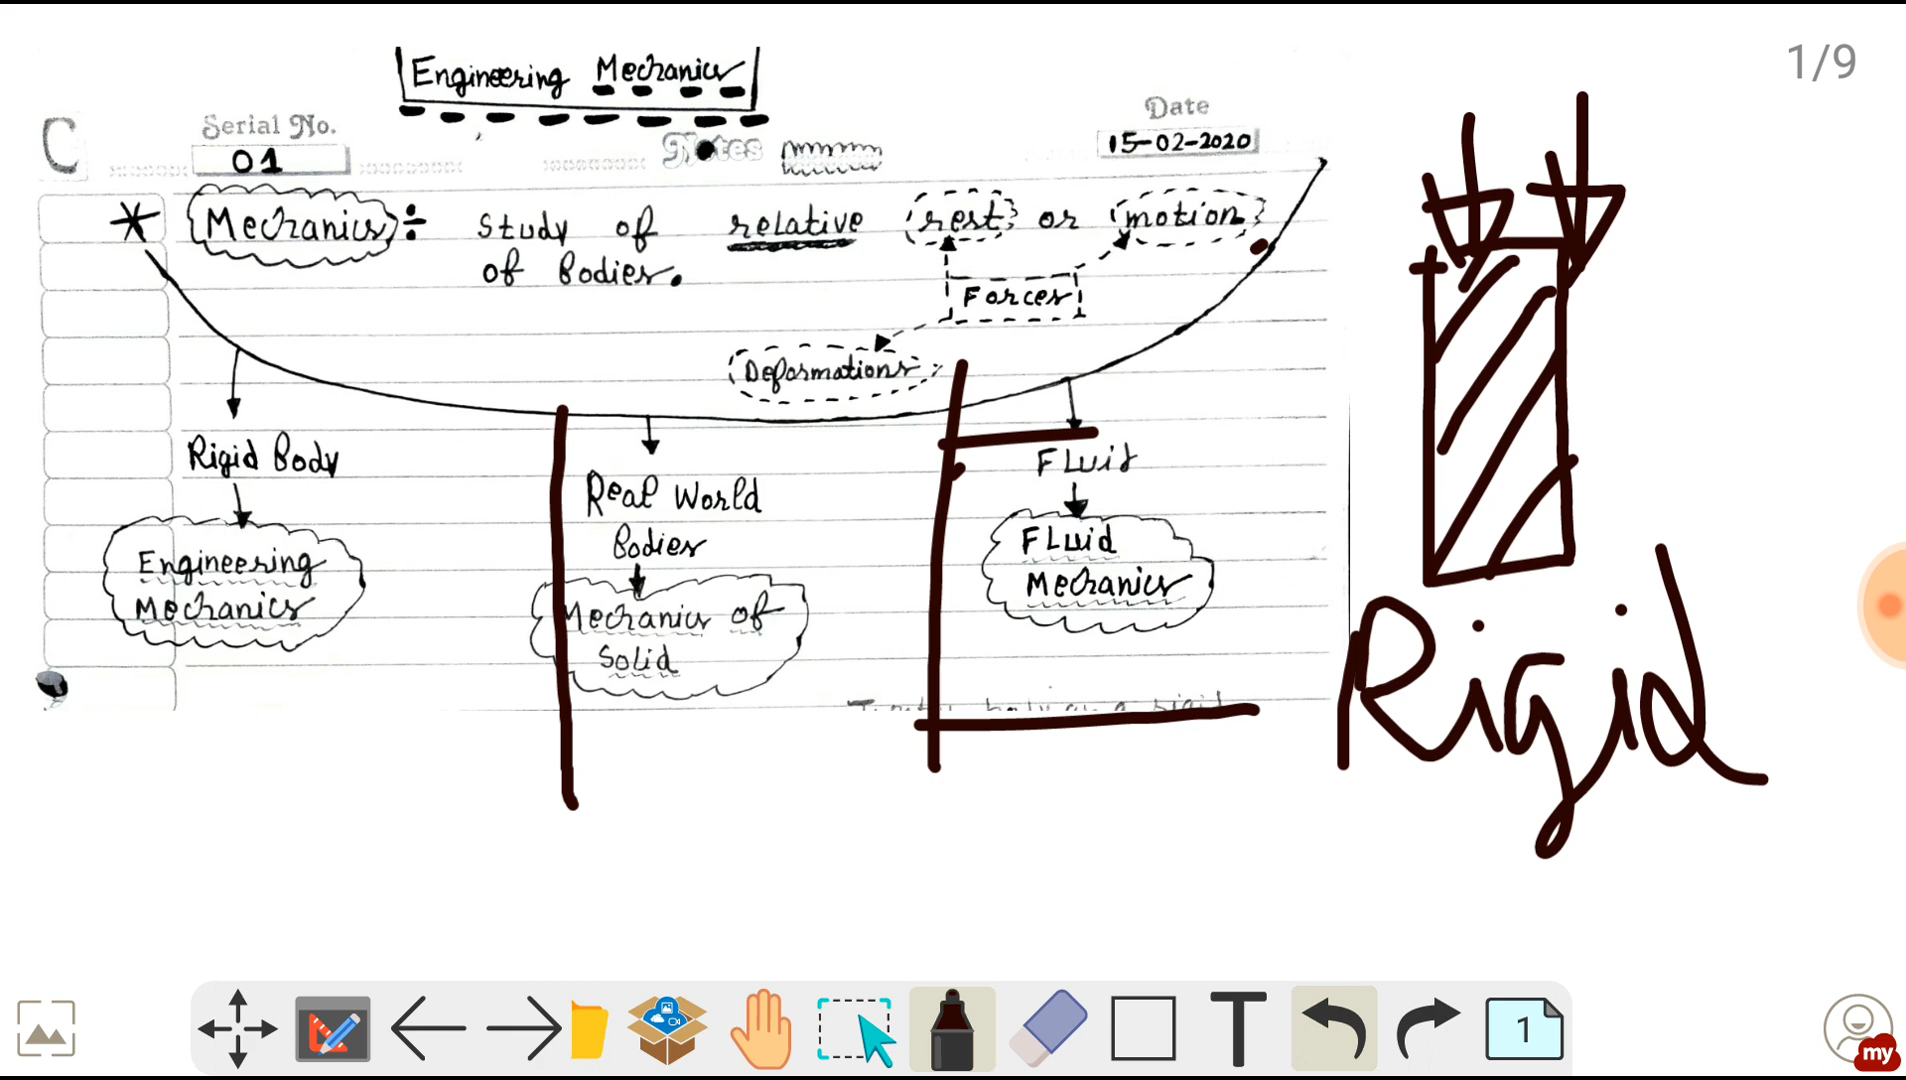 Engineering Mechanics
1/9
C
Serial No.
01
Notes
Date
15-02-2020
Mechanics ÷ Study of relative rest or motion
of Bodies.
Forces
Deformations
Rigid Body
Engineering
Mechanics
Real World
Bodies
Mechanics of
Solid
Fluid
Fluid
Mechanics
Rigid
T
1
my